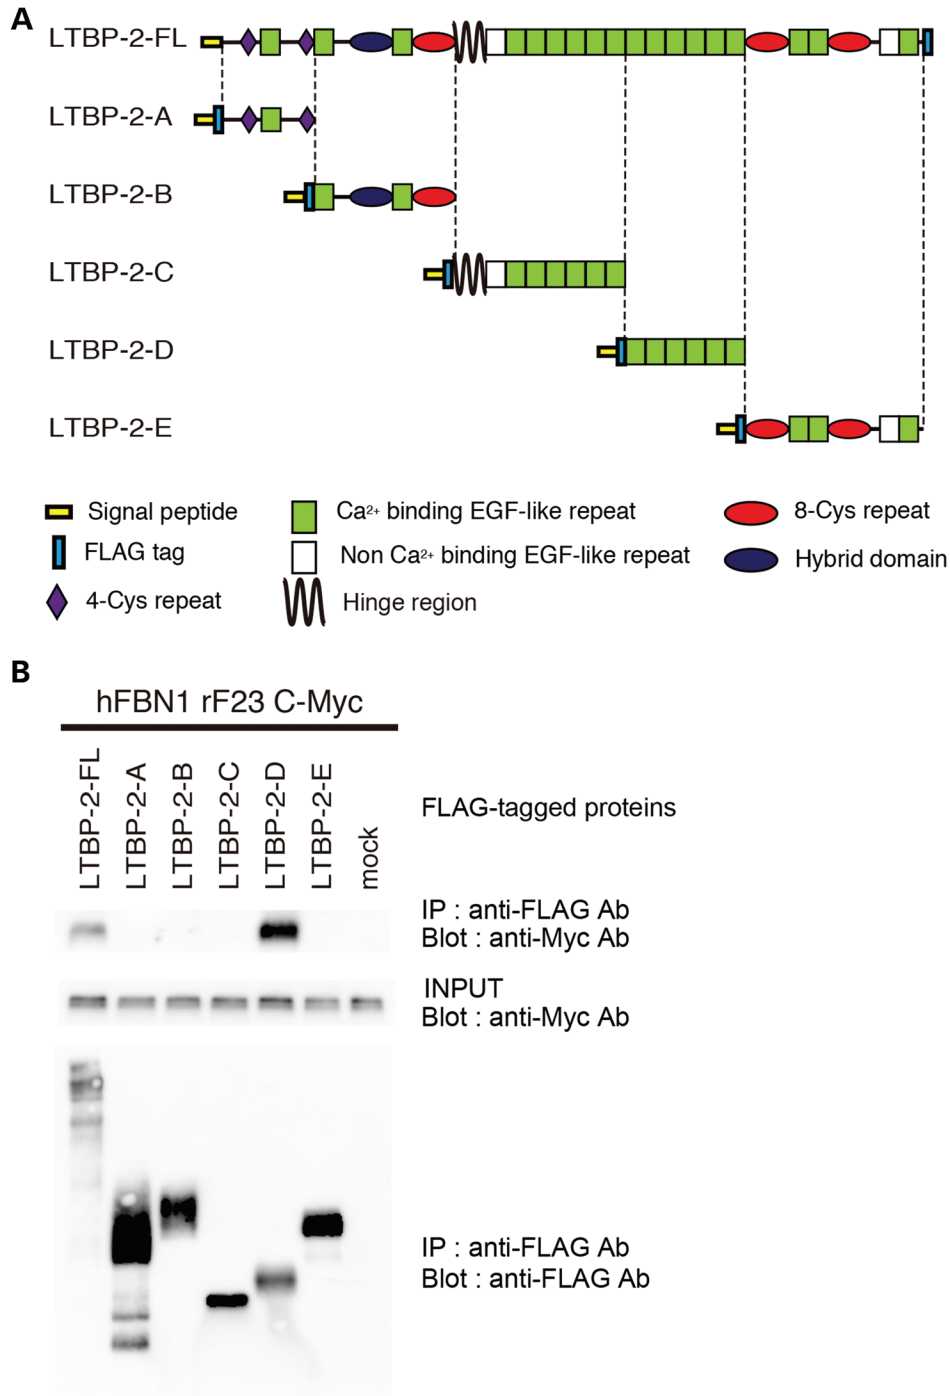 A
LTBP-2-FL
LTBP-2-A
LTBP-2-B
LTBP-2-C
LTBP-2-D
LTBP-2-E
Signal peptide
Ca2+ binding EGF-like repeat
8-Cys repeat
FLAG tag
Non Ca2+ binding EGF-like repeat
Hybrid domain
4-Cys repeat
Hinge region
B
hFBN1 rF23 C-Myc
LTBP-2-FL
LTBP-2-A
LTBP-2-B
LTBP-2-C
LTBP-2-D
LTBP-2-E
mock
FLAG-tagged proteins
IP : anti-FLAG Ab
Blot : anti-Myc Ab
INPUT
Blot : anti-Myc Ab
IP : anti-FLAG Ab
Blot : anti-FLAG Ab